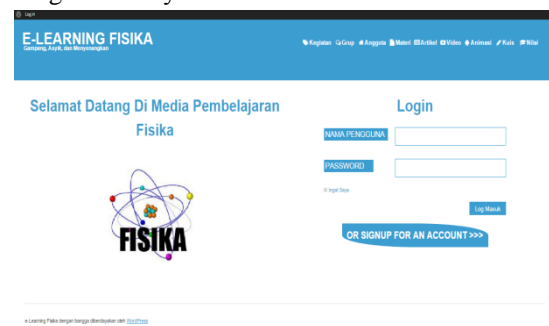 Login
E-LEARNING FISIKA
Gampang, Asyik, dan Menyenangkan
Kegiatan Grup Anggota Materi Artikel Video Animasi Kuis Nilai
Selamat Datang Di Media Pembelajaran
Fisika
FISIKA
Login
NAMA PENGGUNA
PASSWORD
Ingat Saya
Log Masuk
OR SIGNUP FOR AN ACCOUNT >>>
e-Learning Fisika dengan bangga diberdayakan oleh WordPress